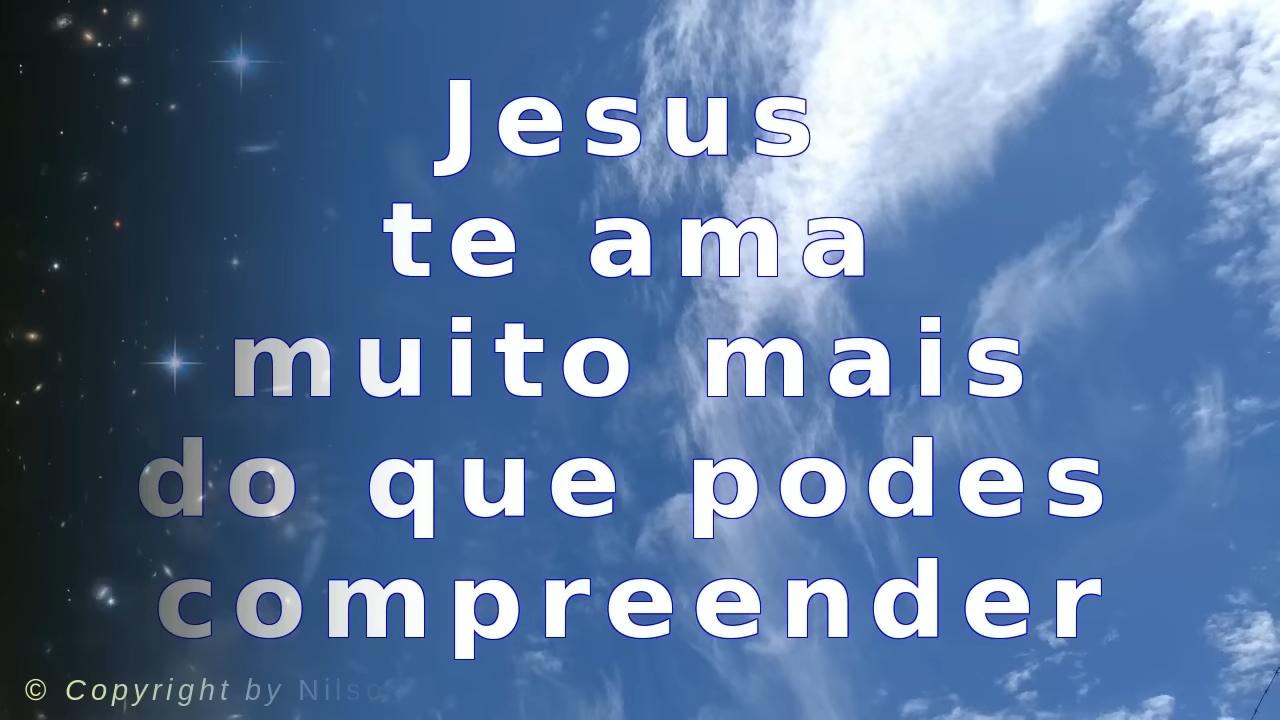 Jesus
te ama
muito mais
do que podes
compreender
© Copyright by